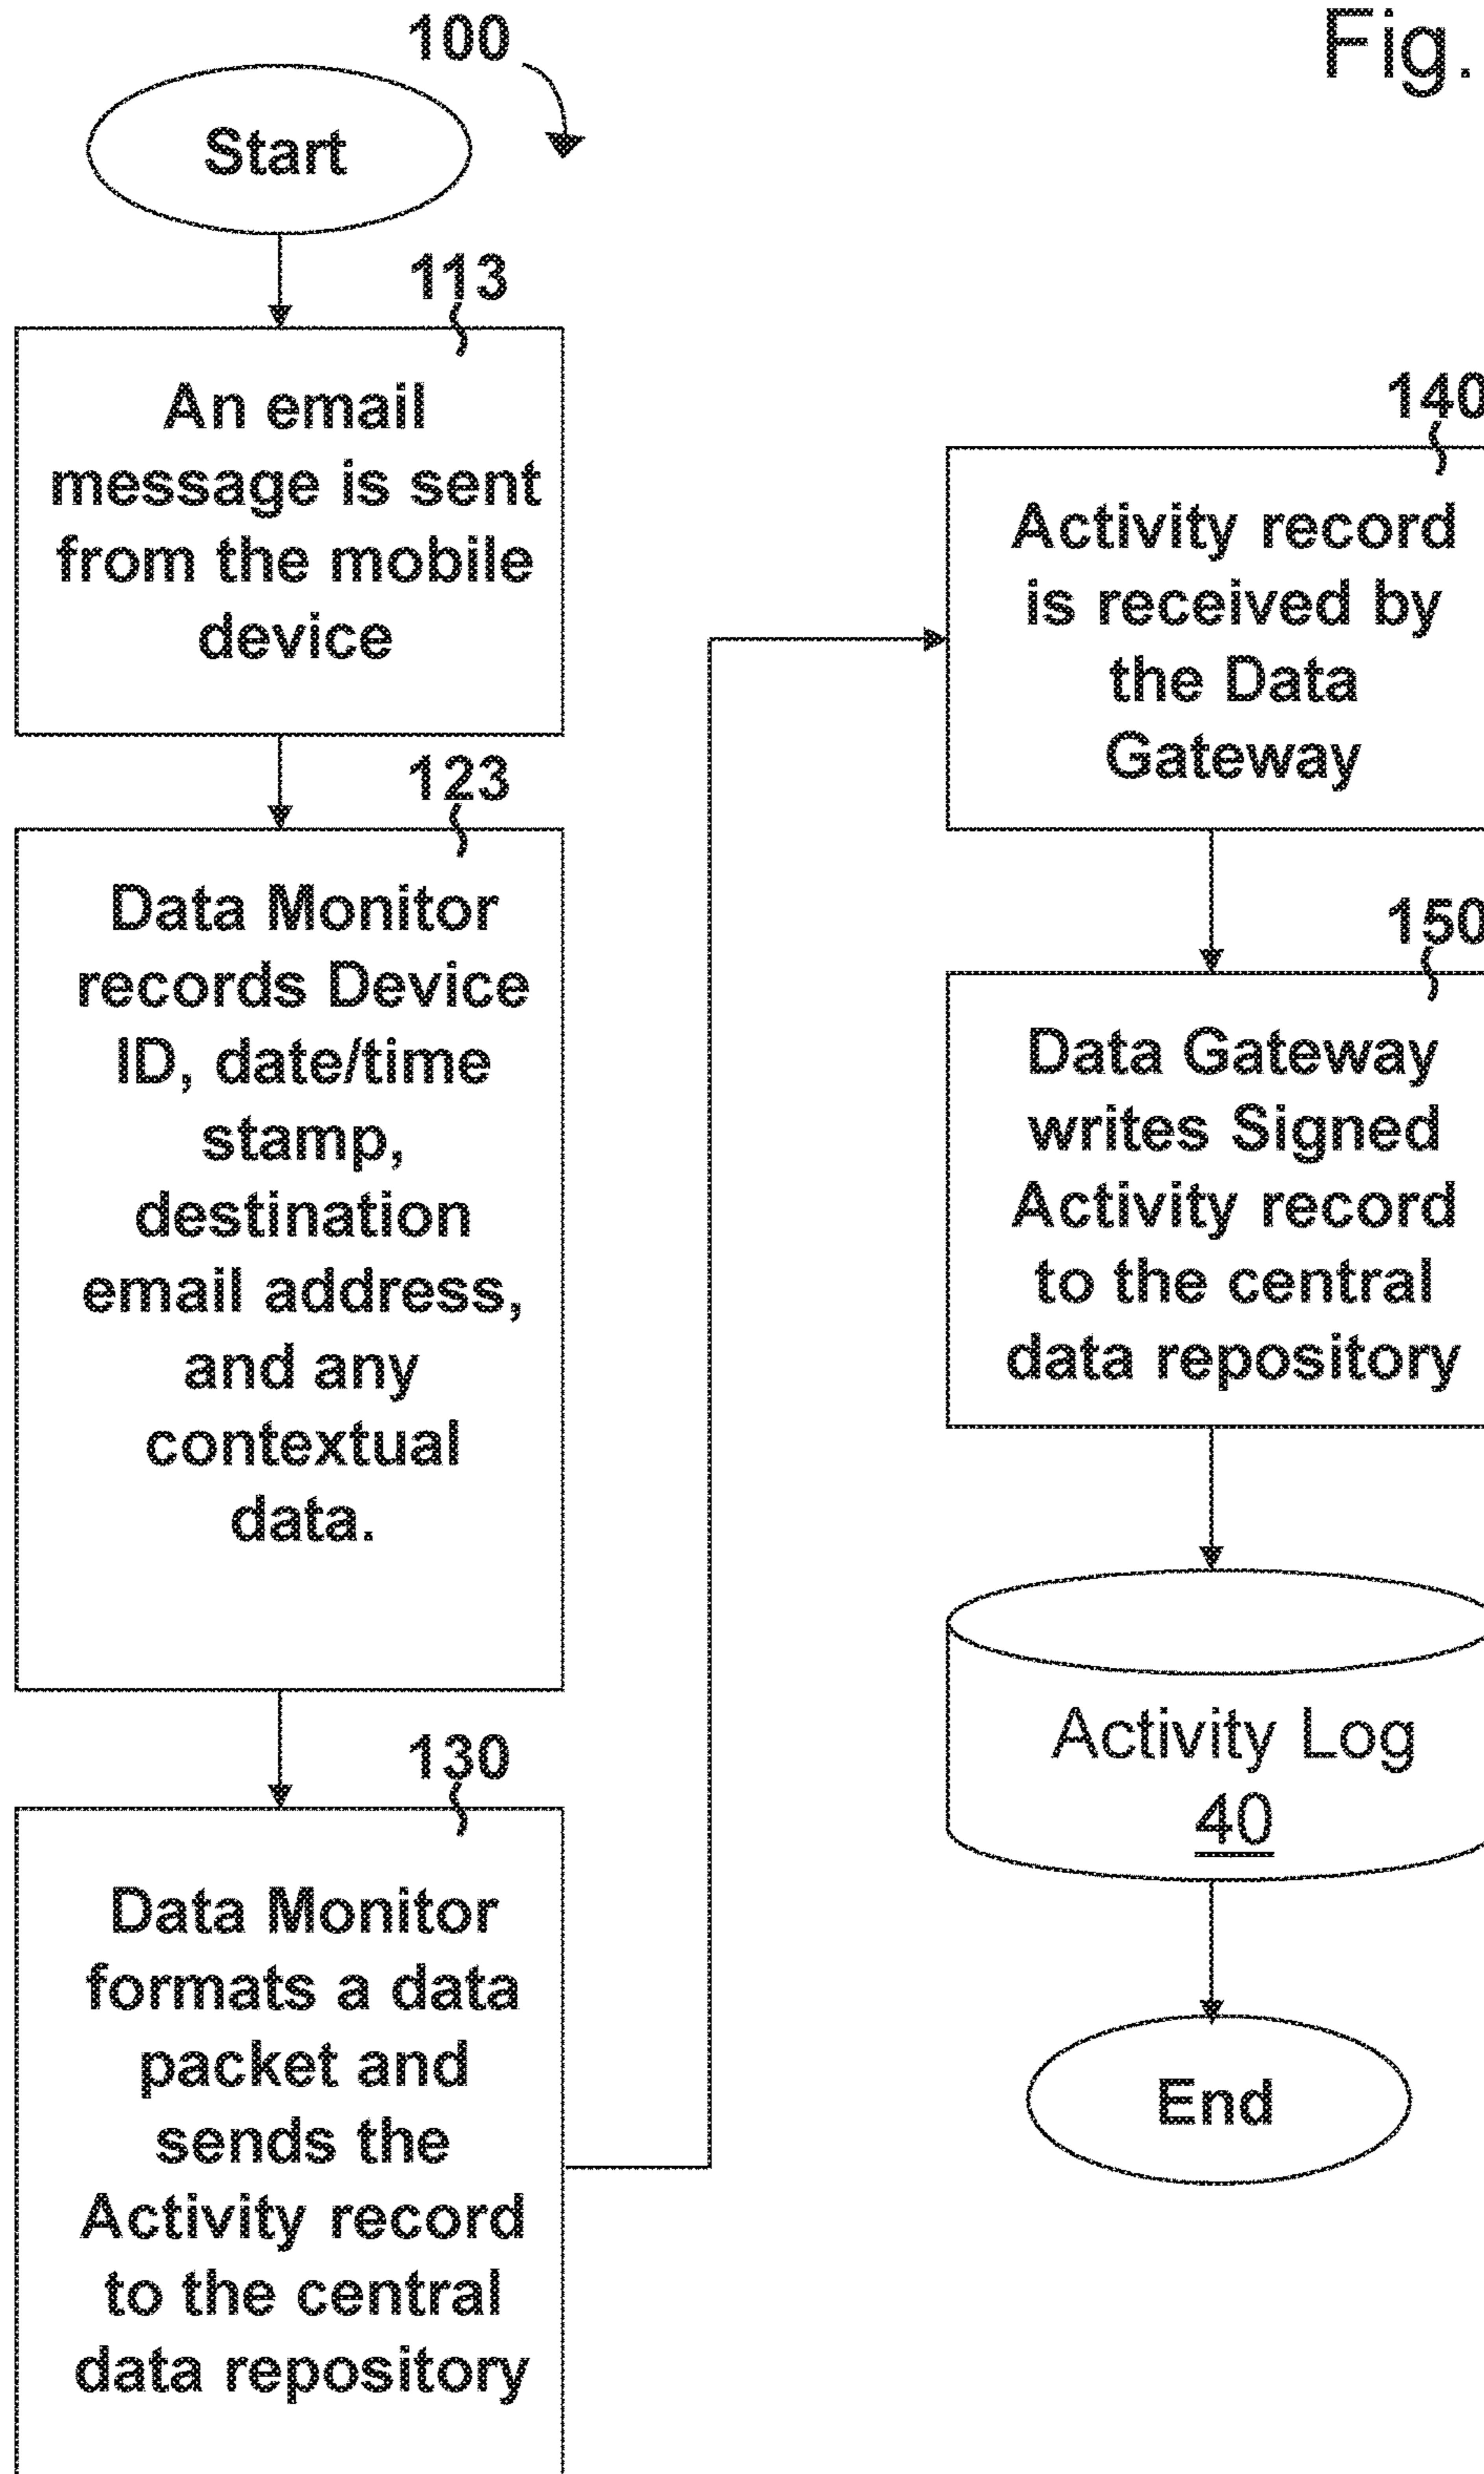 Fig.
100
Start
113
An email
message is sent
from the mobile
device
123
Data Monitor
records Device
ID, date/time
stamp,
destination
email address,
and any
contextual
data.
130
Data Monitor
formats a data
packet and
sends the
Activity record
to the central
data repository
140
Activity record
is received by
the Data
Gateway
150
Data Gateway
writes Signed
Activity record
to the central
data repository
Activity Log
40
End